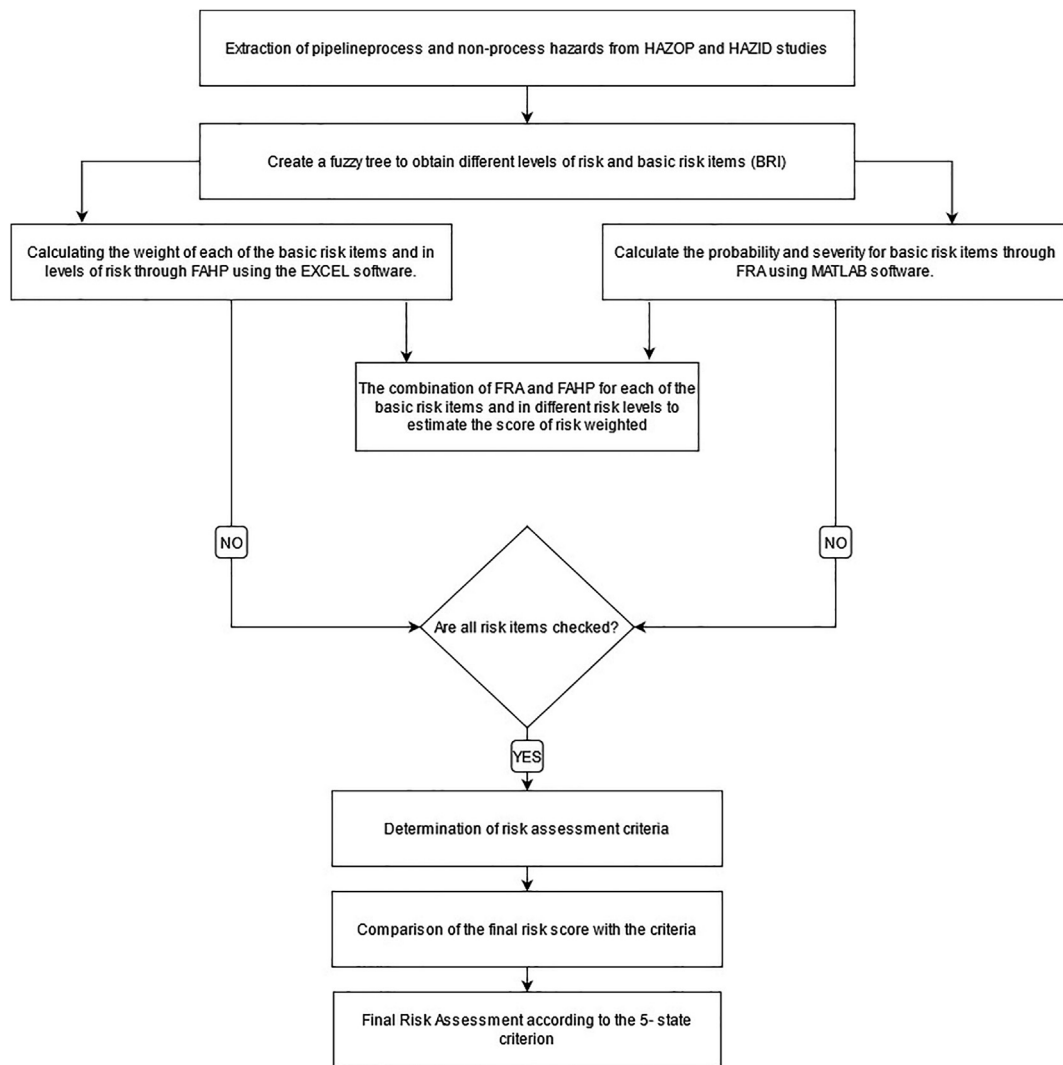 Extraction of pipelineprocess and non-process hazards from HAZOP and HAZID studies
Create a fuzzy tree to obtain different levels of risk and basic risk items (BRI)
Calculating the weight of each of the basic risk items and in
levels of risk through FAHP using the EXCEL software.
Calculate the probability and severity for basic risk items through
FRA using MATLAB software.
The combination of FRA and FAHP for each of the
basic risk items and in different risk levels to
estimate the score of risk weighted
NO
NO
Are all risk items checked?
YES
Determination of risk assessment criteria
Comparison of the final risk score with the criteria
Final Risk Assessment according to the 5- state
criterion